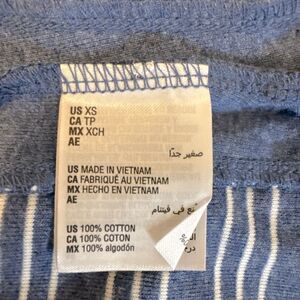 US XS
CA TP
MX XCH
AE
صغير جدًا
US MADE IN VIETNAM
CA FABRIQUÉ AU VIETNAM
MX HECHO EN VIETNAM
AE
في فيتنام
US 100% COTTON
CA 100% COTON
MX 100% algodón